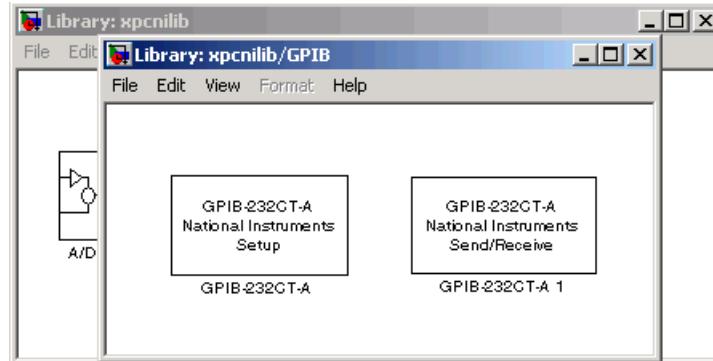 Library: xpcnilib
File Edit
Library: xpcnilib/GPIB
File Edit View Format Help
GPIB-232CT-A
National Instruments
Setup
GPIB-232CT-A
GPIB-232CT-A
National Instruments
Send/Receive
GPIB-232CT-A 1
A/D